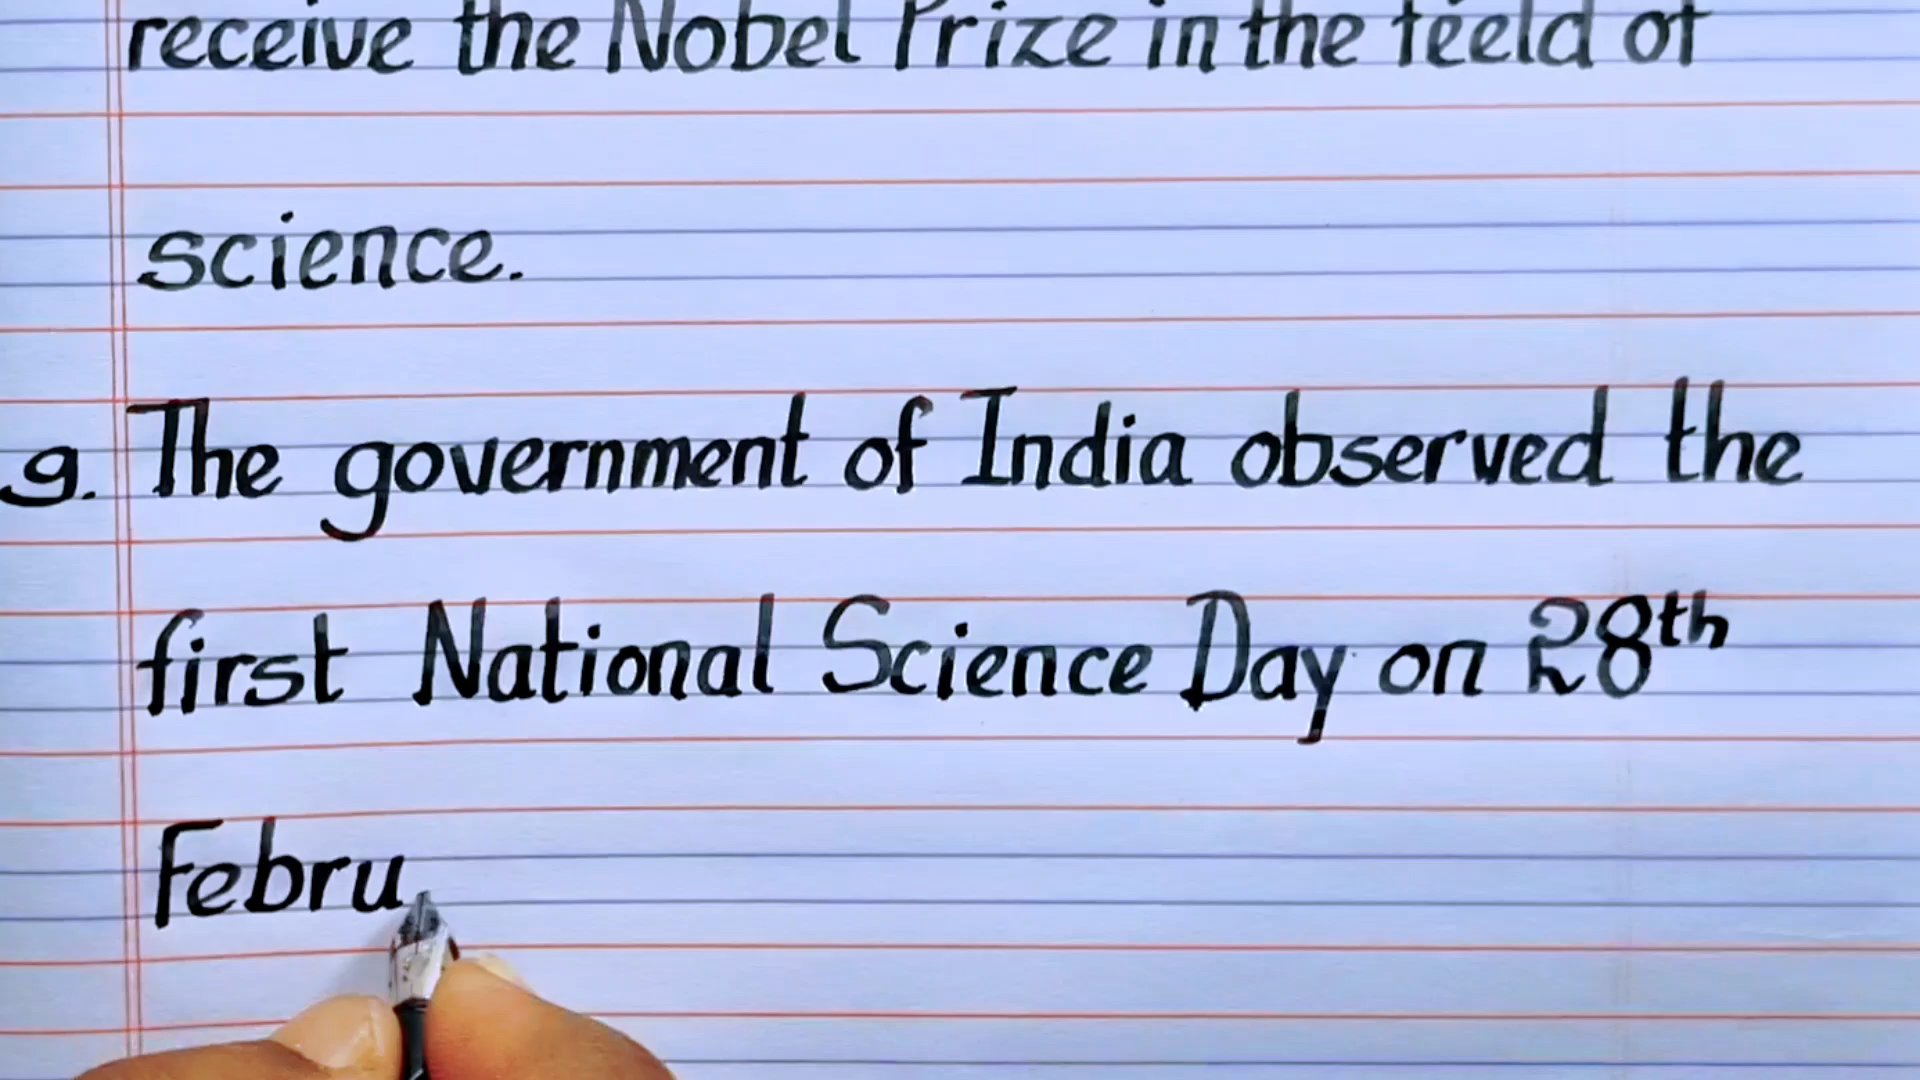 receive the Nobel Prize in the feeld of
science.
9. The government of India observed the
first National Science Day on 28th
Febru